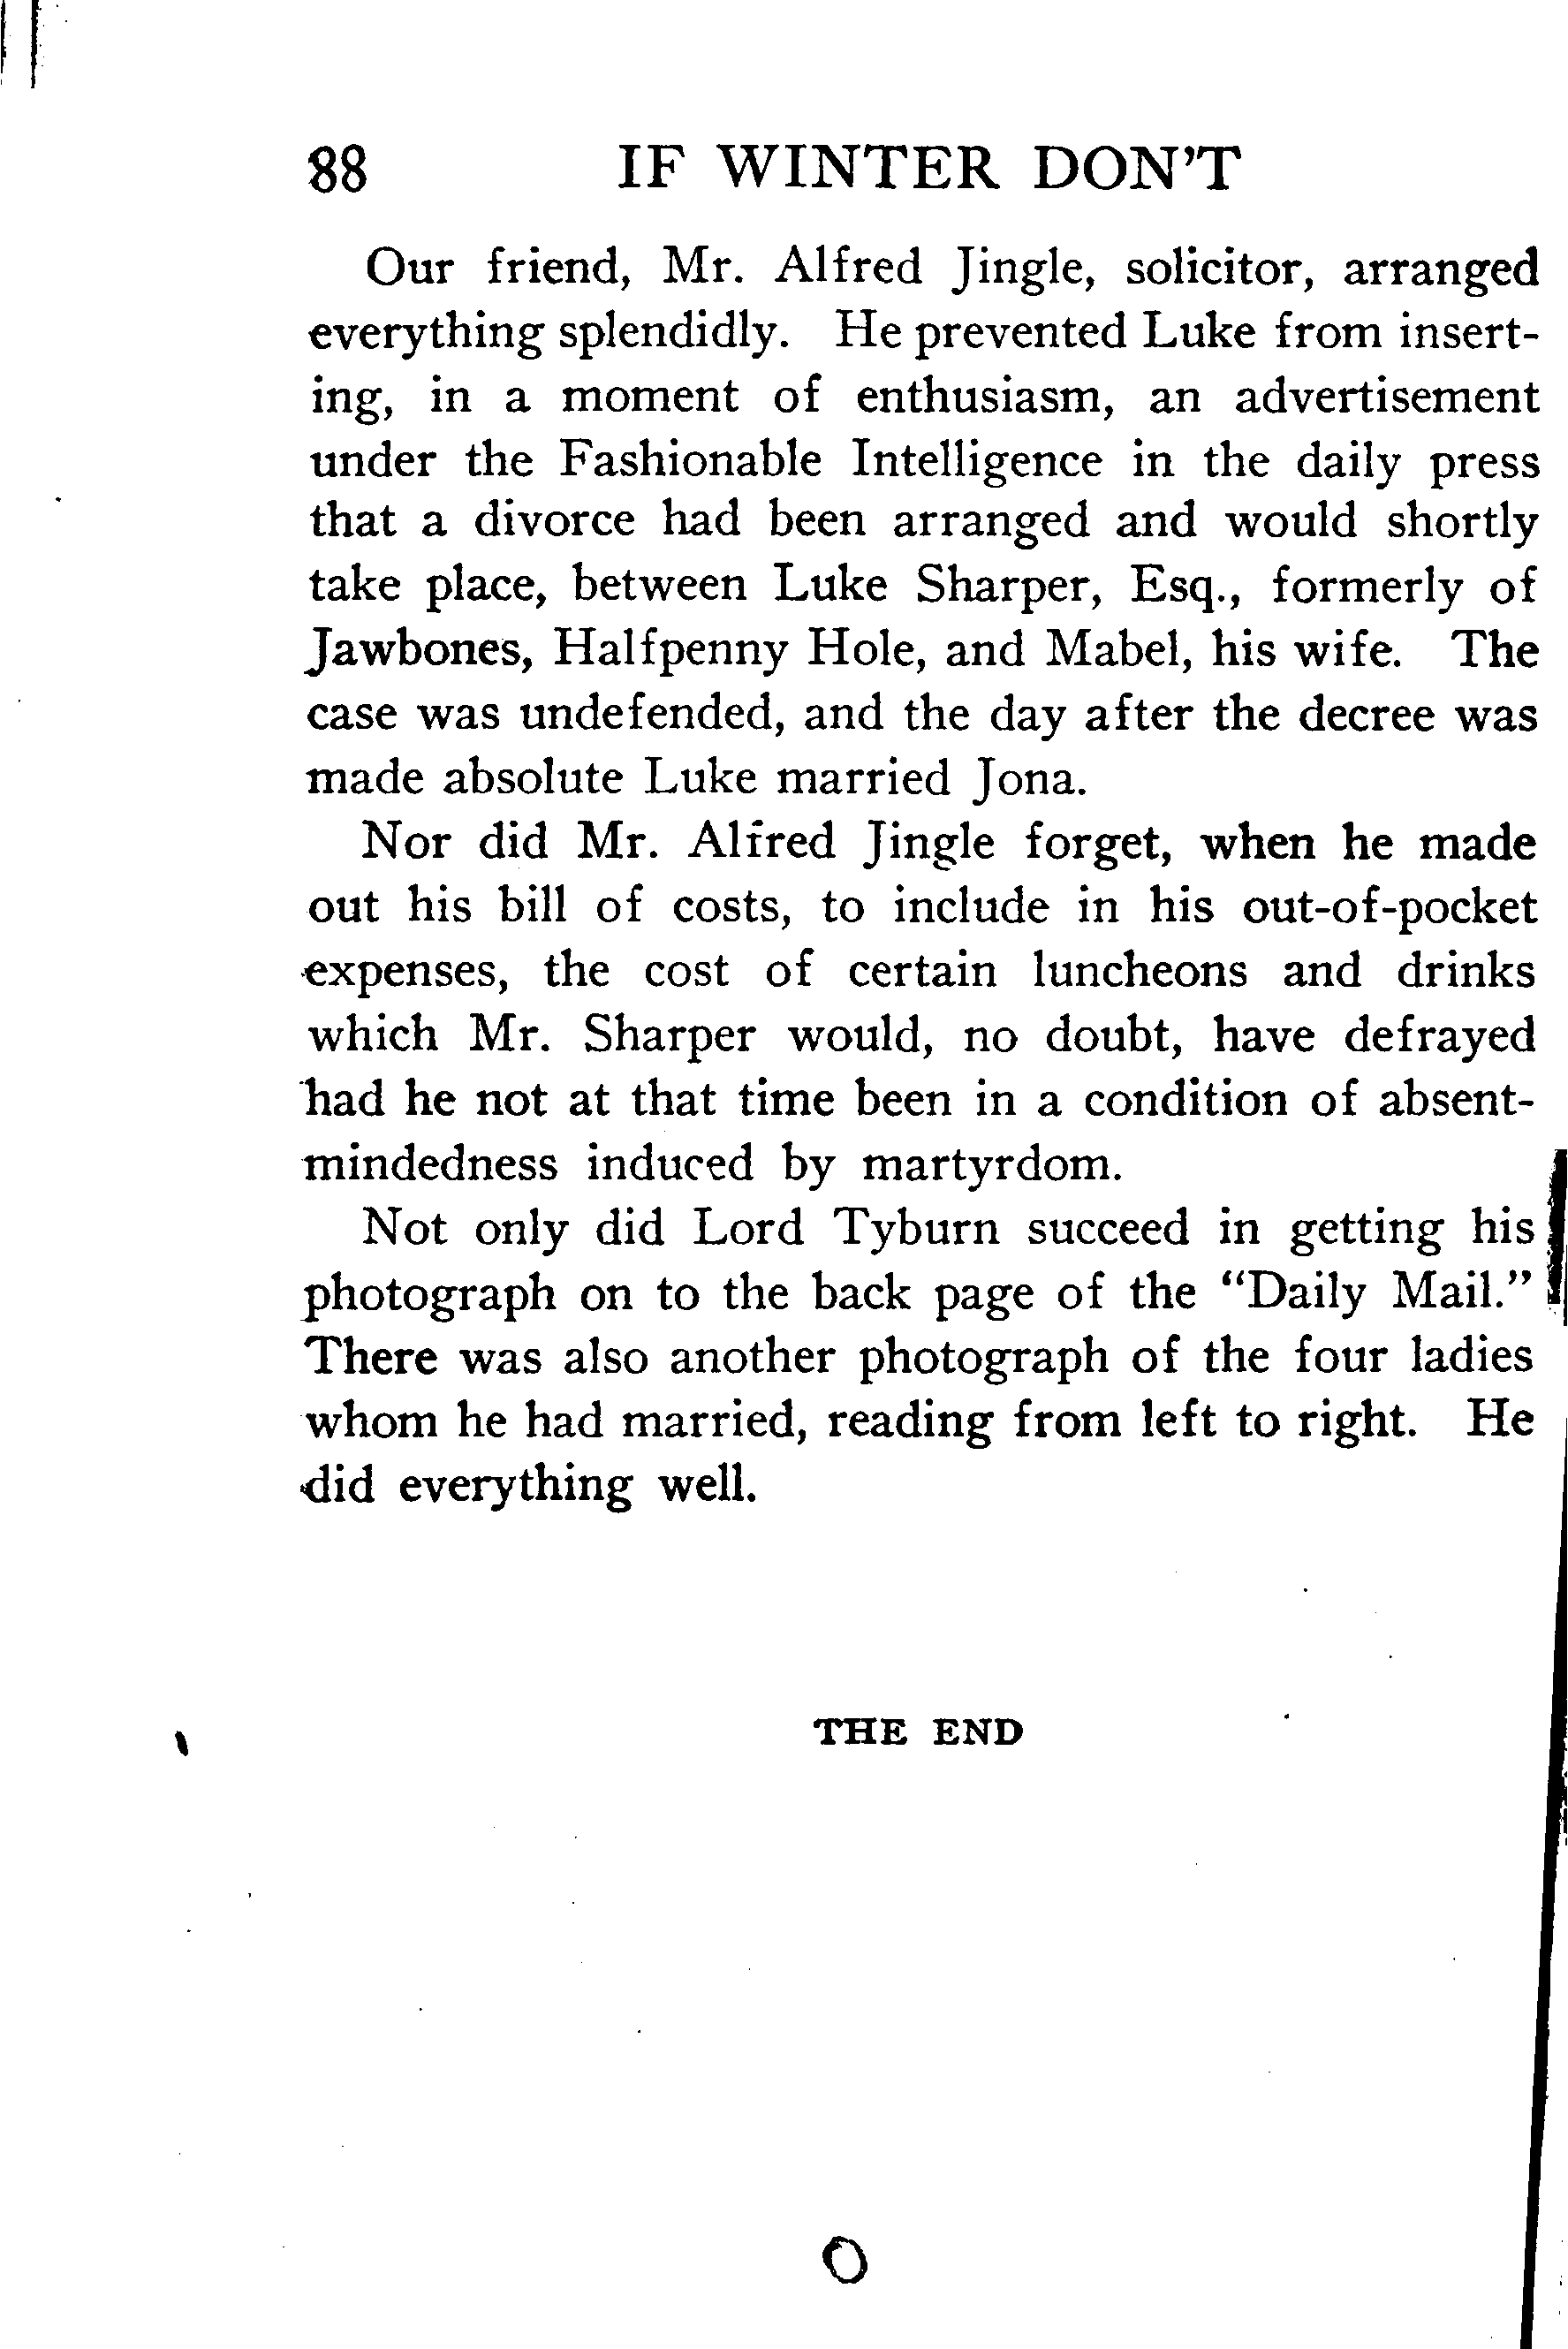 88 IF WINTER DON'T
Our friend, Mr. Alfred Jingle, solicitor, arranged
everything splendidly. He prevented Luke from insert-
ing, in a moment of enthusiasm, an advertisement
under the Fashionable Intelligence in the daily press
that a divorce had been arranged and would shortly
take place, between Luke Sharper, Esq., formerly of
Jawbones, Halfpenny Hole, and Mabel, his wife. The
case was undefended, and the day after the decree was
made absolute Luke married Jona.
Nor did Mr. Alfred Jingle forget, when he made
out his bill of costs, to include in his out-of-pocket
expenses, the cost of certain luncheons and drinks
which Mr. Sharper would, no doubt, have defrayed
had he not at that time been in a condition of absent-
mindedness induced by martyrdom.
Not only did Lord Tyburn succeed in getting his
photograph on to the back page of the "Daily Mail."
There was also another photograph of the four ladies
whom he had married, reading from left to right. He
did everything well.
THE END